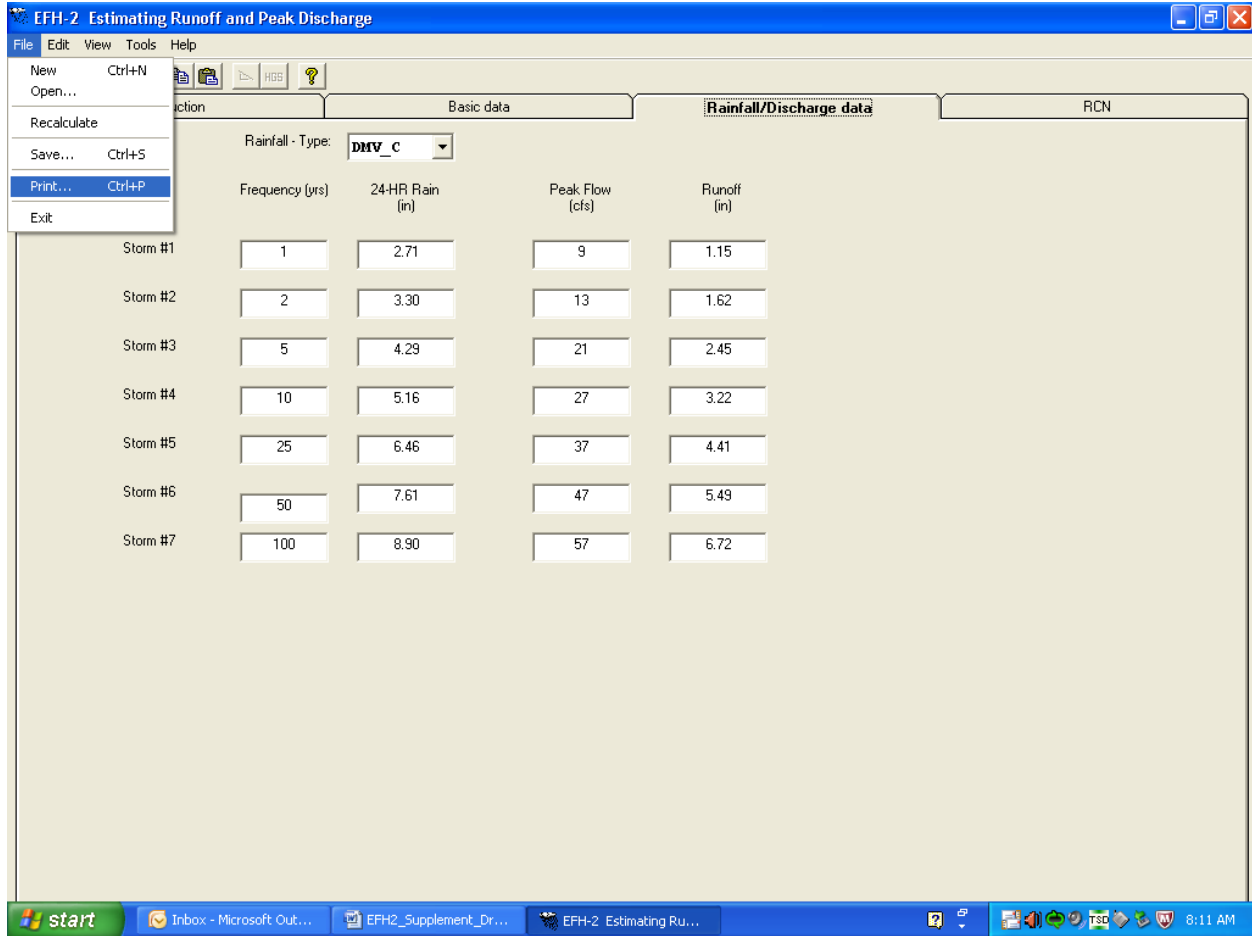 EFH-2 Estimating Runoff and Peak Discharge
File Edit View Tools Help
New Ctrl+N
Open...
Recalculate
Save... Ctrl+S
Print... Ctrl+P
Exit
HGS
uction Basic data Rainfall/Discharge data RCN
Rainfall - Type: DMV_C
Frequency (yrs) 24-HR Rain (in) Peak Flow (cfs) Runoff (in)
Storm #1 1 2.71 9 1.15
Storm #2 2 3.30 13 1.62
Storm #3 5 4.29 21 2.45
Storm #4 10 5.16 27 3.22
Storm #5 25 6.46 37 4.41
Storm #6 50 7.61 47 5.49
Storm #7 100 8.90 57 6.72
start Inbox - Microsoft Out... EFH2_Supplement_Dr... EFH-2 Estimating Ru... TSC 8:11 AM